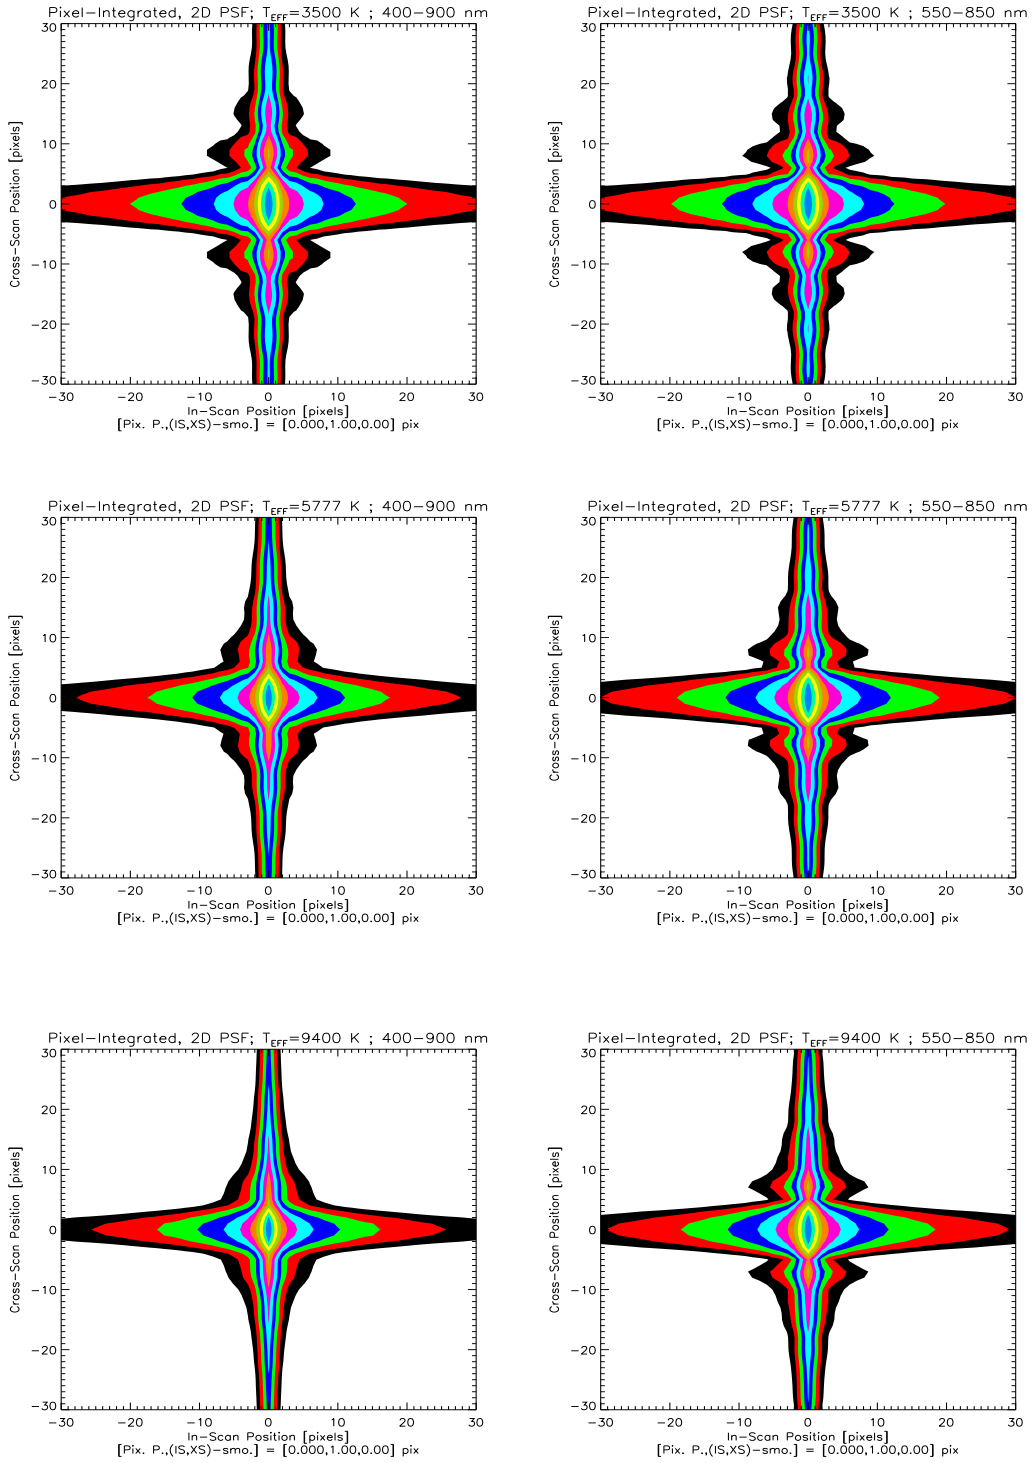 Pixel-Integrated, 2D PSF; T_EFF=3500 K ; 400-900 nm
30
20
10
0
-10
-20
-30
Cross-Scan Position [pixels]
-30 -20 -10 0 10 20 30
In-Scan Position [pixels]
[Pix. P.,(IS,XS)-smo.] = [0.000,1.00,0.00] pix
Pixel-Integrated, 2D PSF; T_EFF=3500 K ; 550-850 nm
30
20
10
0
-10
-20
-30
Cross-Scan Position [pixels]
-30 -20 -10 0 10 20 30
In-Scan Position [pixels]
[Pix. P.,(IS,XS)-smo.] = [0.000,1.00,0.00] pix
Pixel-Integrated, 2D PSF; T_EFF=5777 K ; 400-900 nm
30
20
10
0
-10
-20
-30
Cross-Scan Position [pixels]
-30 -20 -10 0 10 20 30
In-Scan Position [pixels]
[Pix. P.,(IS,XS)-smo.] = [0.000,1.00,0.00] pix
Pixel-Integrated, 2D PSF; T_EFF=5777 K ; 550-850 nm
30
20
10
0
-10
-20
-30
Cross-Scan Position [pixels]
-30 -20 -10 0 10 20 30
In-Scan Position [pixels]
[Pix. P.,(IS,XS)-smo.] = [0.000,1.00,0.00] pix
Pixel-Integrated, 2D PSF; T_EFF=9400 K ; 400-900 nm
30
20
10
0
-10
-20
-30
Cross-Scan Position [pixels]
-30 -20 -10 0 10 20 30
In-Scan Position [pixels]
[Pix. P.,(IS,XS)-smo.] = [0.000,1.00,0.00] pix
Pixel-Integrated, 2D PSF; T_EFF=9400 K ; 550-850 nm
30
20
10
0
-10
-20
-30
Cross-Scan Position [pixels]
-30 -20 -10 0 10 20 30
In-Scan Position [pixels]
[Pix. P.,(IS,XS)-smo.] = [0.000,1.00,0.00] pix